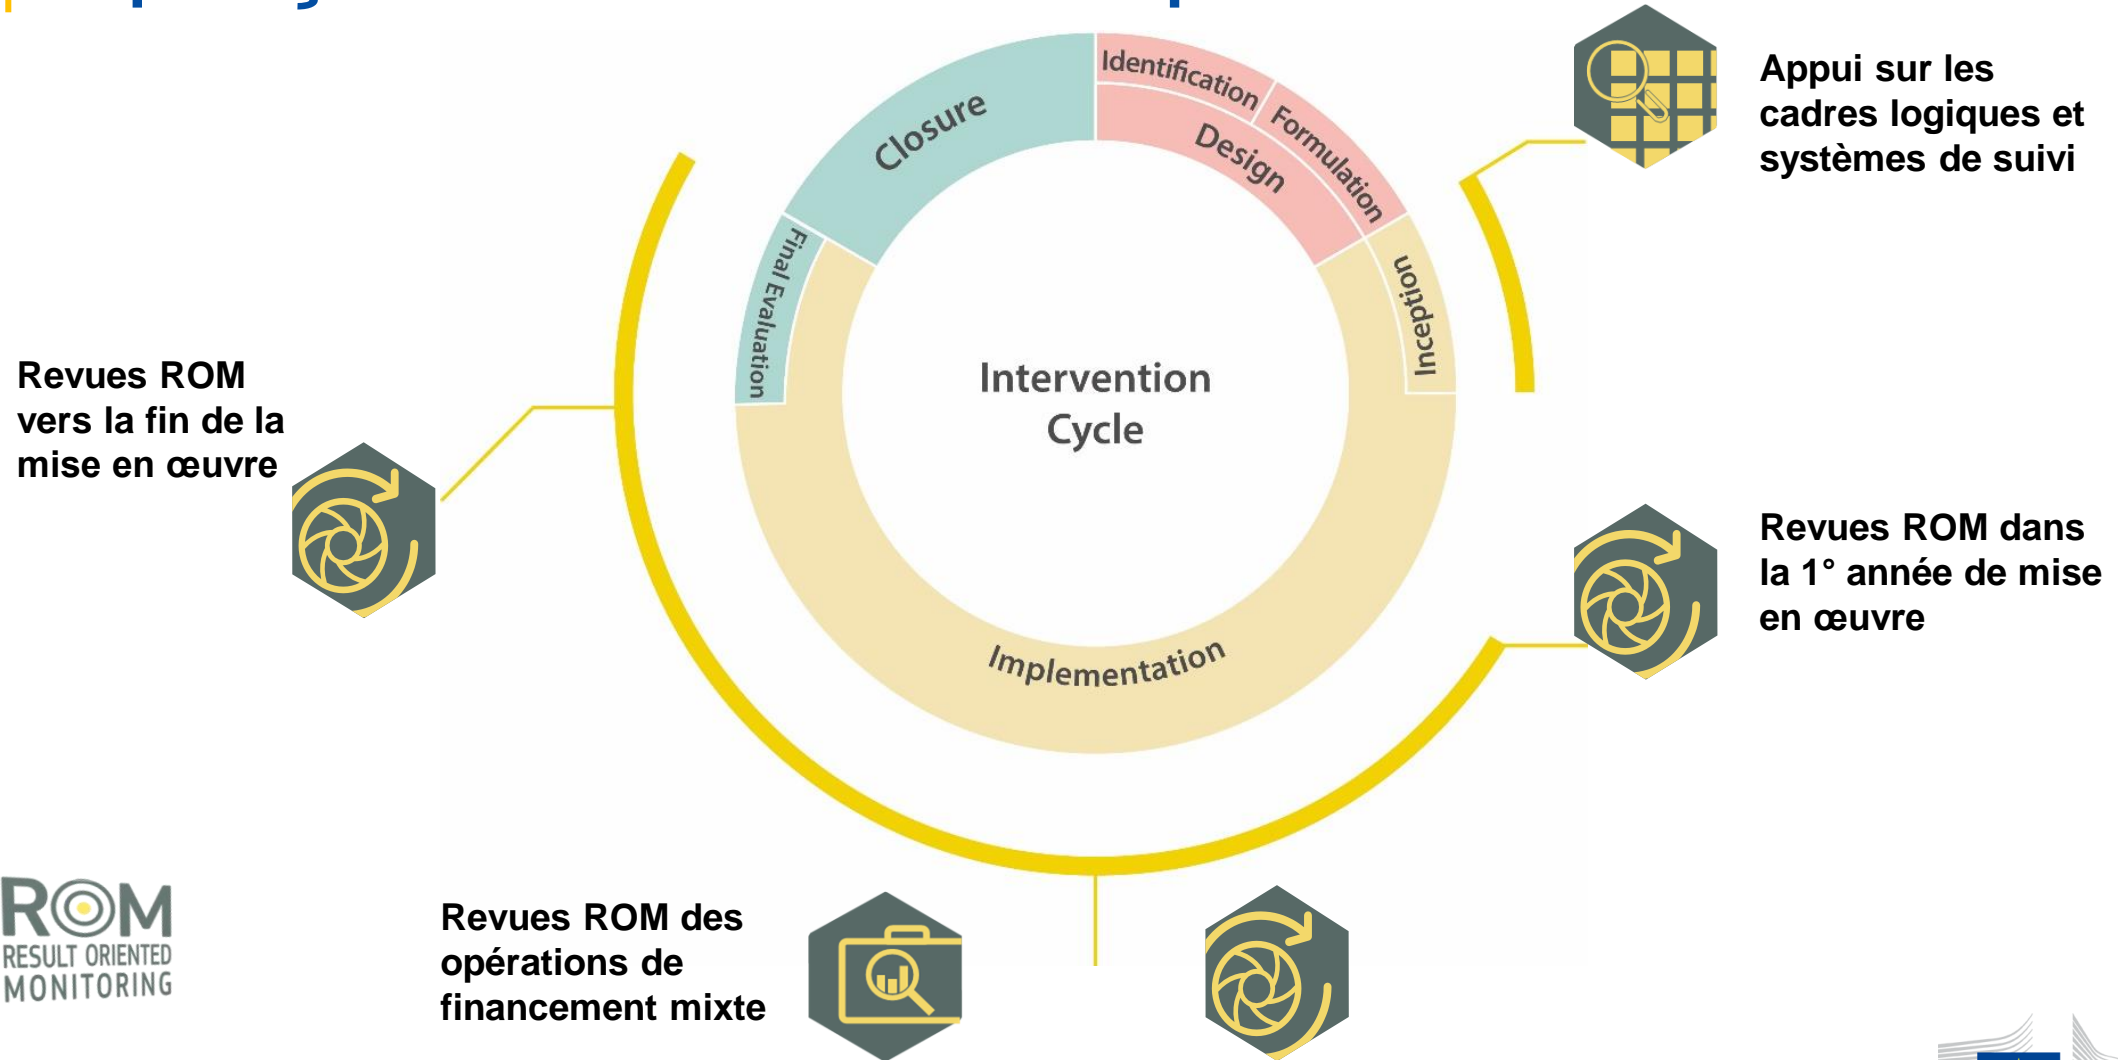 Identification
Formulation
Design
Closure
Inception
Final Evaluation
Intervention
Cycle
Implementation
Appui sur les
cadres logiques et
systèmes de suivi
Revues ROM
vers la fin de la
mise en œuvre
Revues ROM dans
la 1° année de mise
en œuvre
Revues ROM des
opérations de
financement mixte
ROM
RESULT ORIENTED
MONITORING